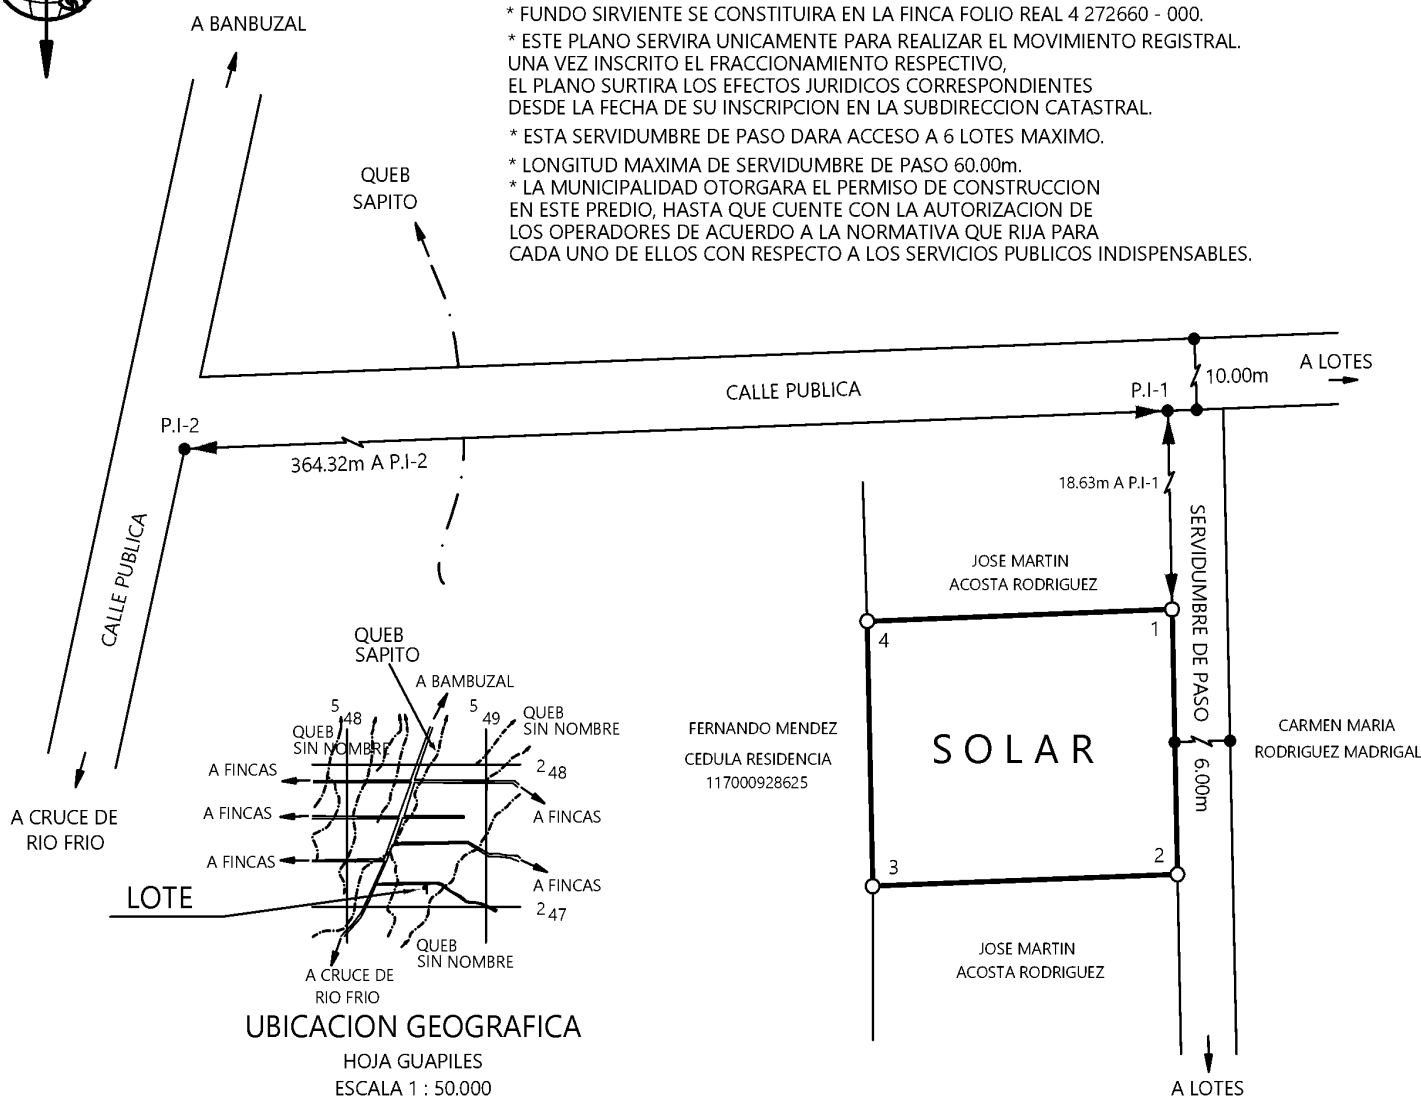 * FUNDO SIRVIENTE SE CONSTITUIRA EN LA FINCA FOLIO REAL 4 272660 - 000.
* ESTE PLANO SERVIRA UNICAMENTE PARA REALIZAR EL MOVIMIENTO REGISTRAL.
UNA VEZ INSCRITO EL FRACCIONAMIENTO RESPECTIVO,
EL PLANO SURTIRA LOS EFECTOS JURIDICOS CORRESPONDIENTES
DESDE LA FECHA DE SU INSCRIPCION EN LA SUBDIRECCION CATASTRAL.
* ESTA SERVIDUMBRE DE PASO DARA ACCESO A 6 LOTES MAXIMO.
* LONGITUD MAXIMA DE SERVIDUMBRE DE PASO 60.00m.
* LA MUNICIPALIDAD OTORGARA EL PERMISO DE CONSTRUCCION
EN ESTE PREDIO, HASTA QUE CUENTE CON LA AUTORIZACION DE
LOS OPERADORES DE ACUERDO A LA NORMATIVA QUE RIJA PARA
CADA UNO DE ELLOS CON RESPECTO A LOS SERVICIOS PUBLICOS INDISPENSABLES.
A BANBUZAL
QUEB
SAPITO
A LOTES
10.00m
CALLE PUBLICA
P.I-1
P.I-2
364.32m A P.I-2
18.63m A P.I-1
CALLE PUBLICA
SERVIDUMBRE DE PASO
JOSE MARTIN
ACOSTA RODRIGUEZ
1
4
FERNANDO MENDEZ
CEDULA RESIDENCIA
117000928625
SOLAR
CARMEN MARIA
RODRIGUEZ MADRIGAL
6.00m
2
3
JOSE MARTIN
ACOSTA RODRIGUEZ
A LOTES
A CRUCE DE
RIO FRIO
QUEB
SAPITO
A BAMBUZAL
5 48
5 49
QUEB
SIN NOMBRE
QUEB
SIN NOMBRE
2 48
A FINCAS
A FINCAS
A FINCAS
A FINCAS
A FINCAS
LOTE
2 47
QUEB
SIN NOMBRE
A CRUCE DE
RIO FRIO
UBICACION GEOGRAFICA
HOJA GUAPILES
ESCALA 1 : 50.000